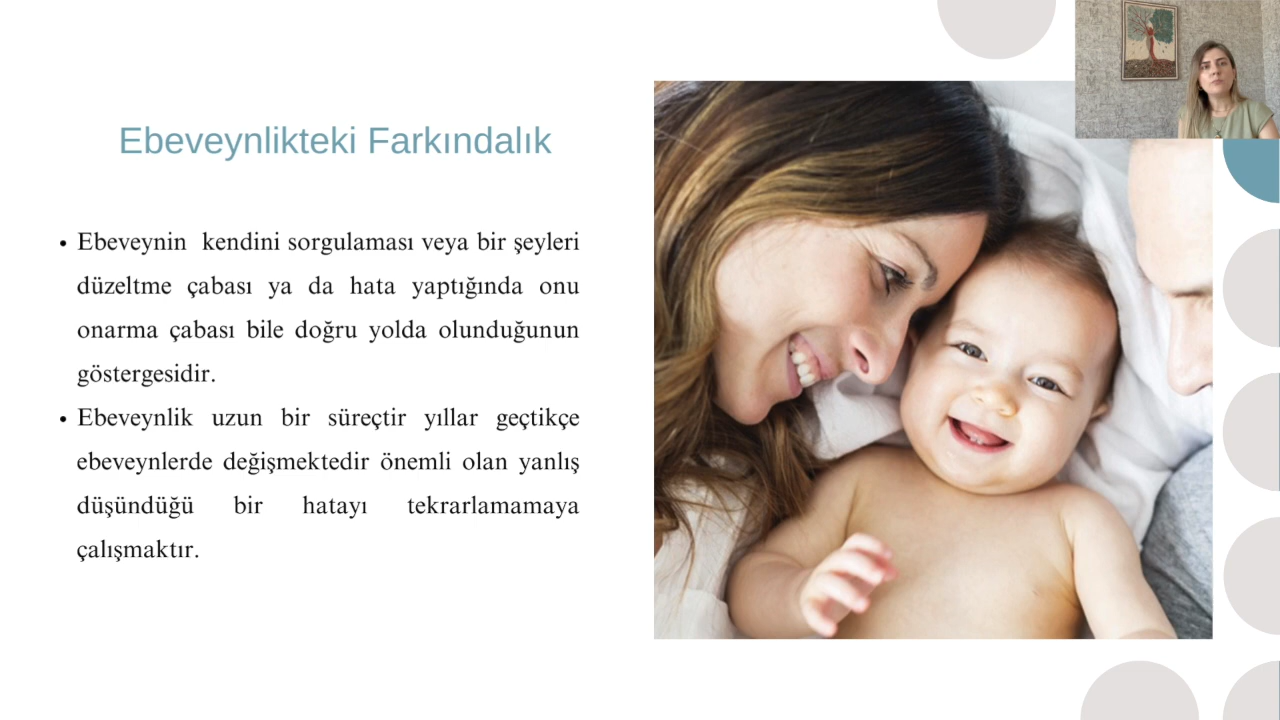 Ebeveynlikteki Farkındalık
• Ebeveynin kendini sorgulaması veya bir şeyleri
düzeltme çabası ya da hata yaptığında onu
onarma çabası bile doğru yolda olunduğunun
göstergesidir.
• Ebeveynlik uzun bir süreçtir yıllar geçtikçe
ebeveynlerde değişmektedir önemli olan yanlış
düşündüğü bir hatayı tekrarlamamaya
çalışmaktır.